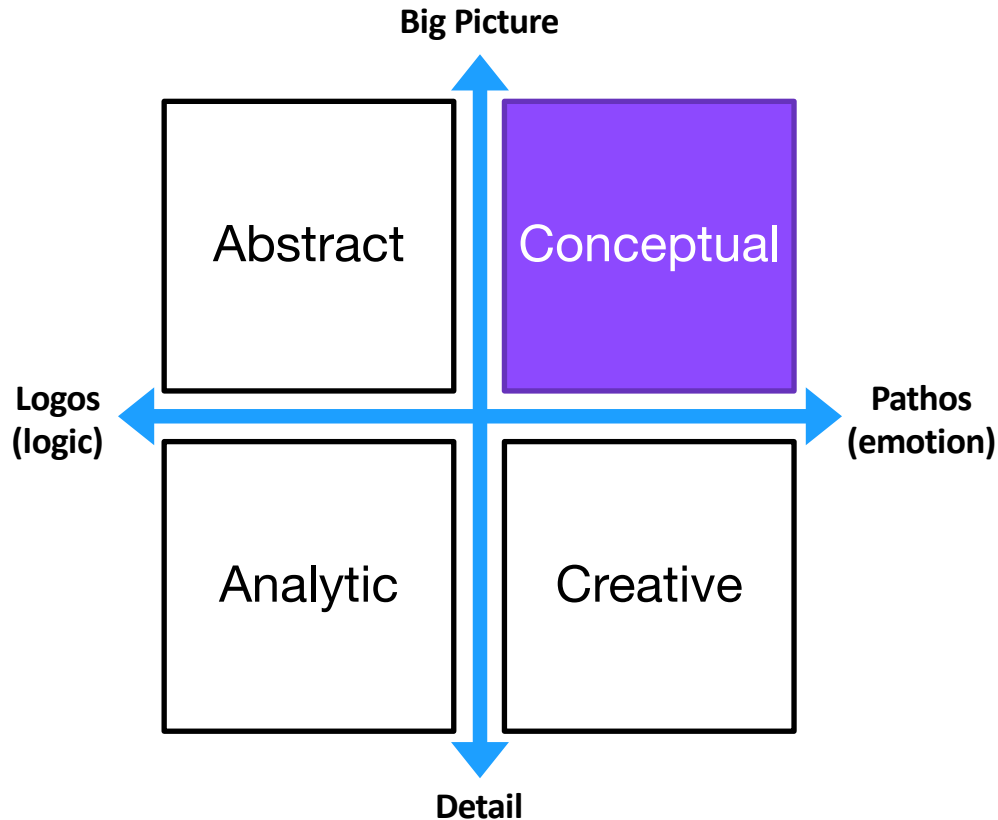 Big Picture
Abstract
Conceptual
Logos
(logic)
Pathos
(emotion)
Analytic
Creative
Detail